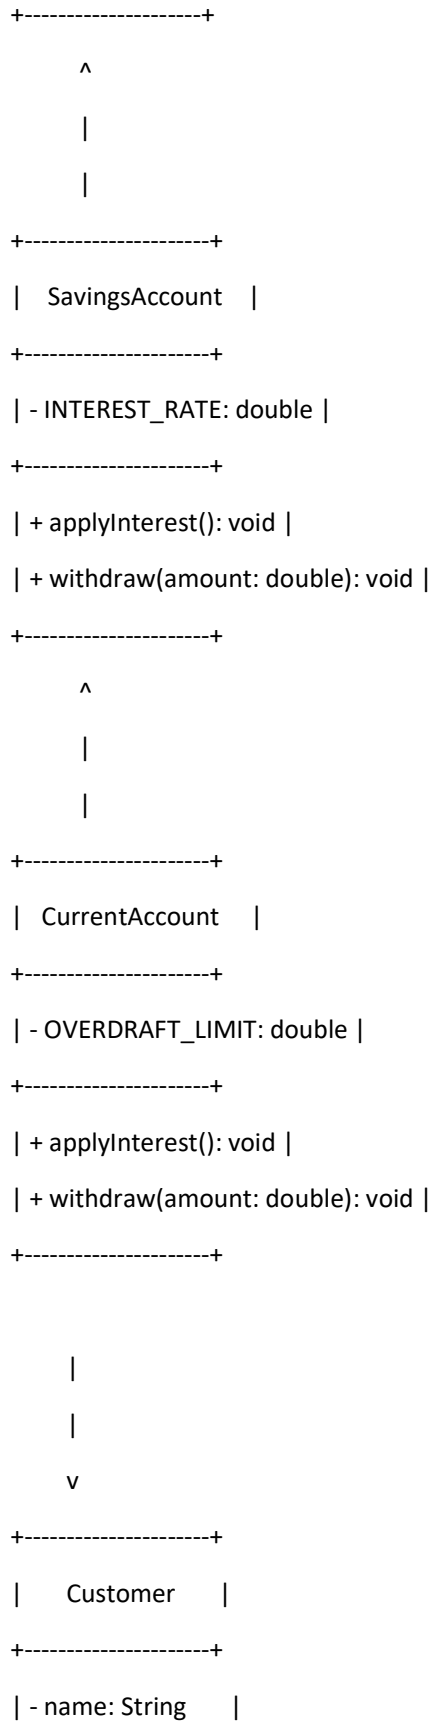 +---------------------+
^
|
|
+----------------------+
| SavingsAccount |
+----------------------+
| - INTEREST_RATE: double |
+----------------------+
| + applyInterest(): void |
| + withdraw(amount: double): void |
+----------------------+
^
|
|
+----------------------+
| CurrentAccount |
+----------------------+
| - OVERDRAFT_LIMIT: double |
+----------------------+
| + applyInterest(): void |
| + withdraw(amount: double): void |
+----------------------+
|
|
v
+----------------------+
| Customer |
+----------------------+
| - name: String |